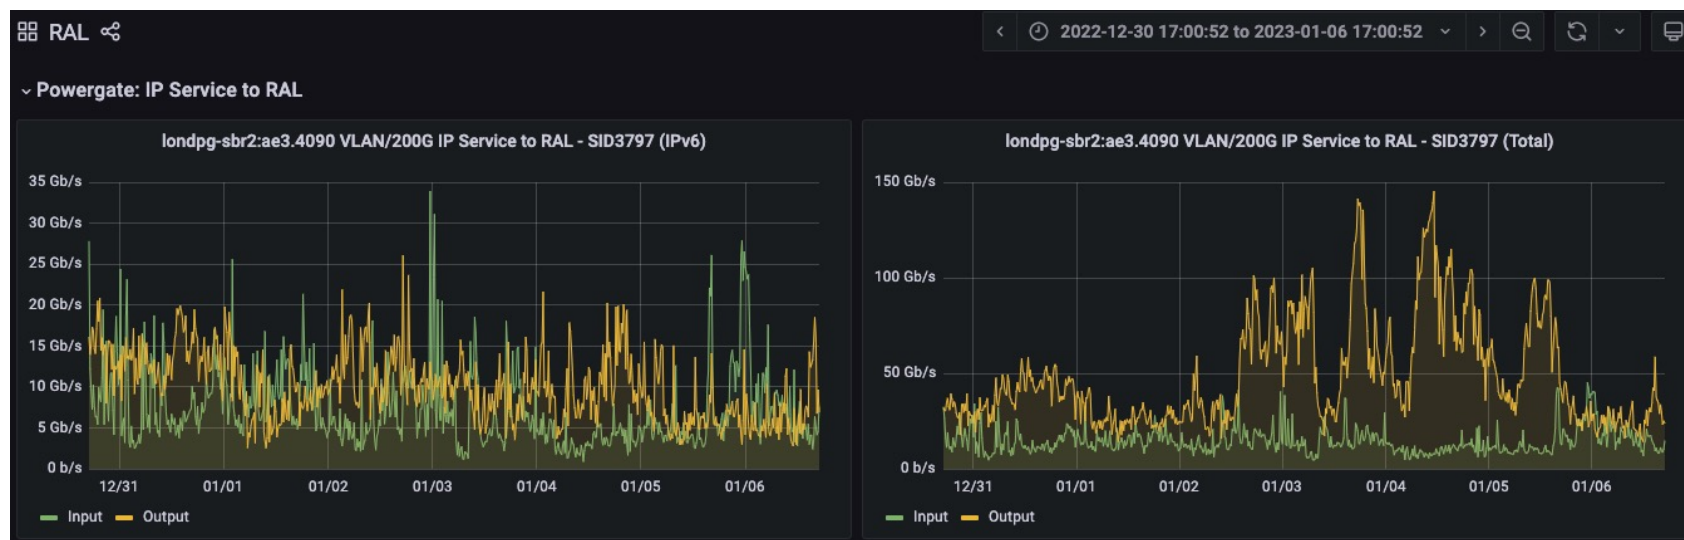 RAL
2022-12-30 17:00:52 to 2023-01-06 17:00:52
Powergate: IP Service to RAL
londpg-sbr2:ae3.4090 VLAN/200G IP Service to RAL - SID3797 (IPv6)
35 Gb/s
30 Gb/s
25 Gb/s
20 Gb/s
15 Gb/s
10 Gb/s
5 Gb/s
0 b/s
12/31 01/01 01/02 01/03 01/04 01/05 01/06
Input Output
londpg-sbr2:ae3.4090 VLAN/200G IP Service to RAL - SID3797 (Total)
150 Gb/s
100 Gb/s
50 Gb/s
0 b/s
12/31 01/01 01/02 01/03 01/04 01/05 01/06
Input Output